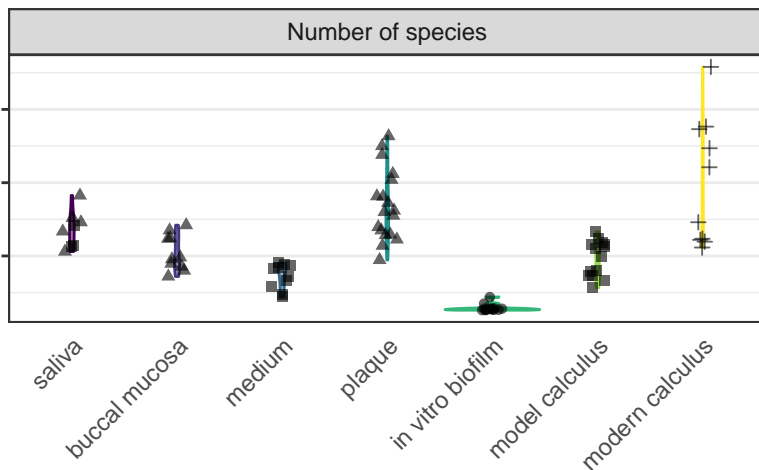 Number of species
saliva
buccal mucosa
medium
plaque
in vitro biofilm
model calculus
modern calculus